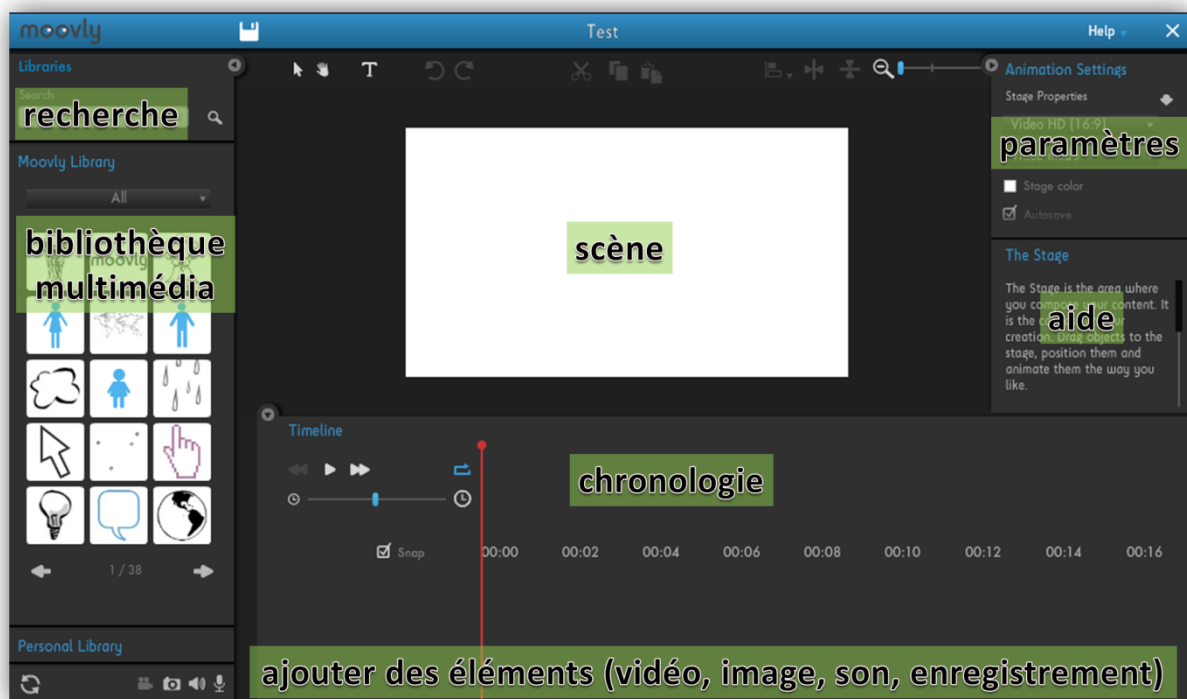 moovly
Test
Help
Libraries
Search
recherche
Moovly Library
All
bibliothèque
multimédia
moovly
1 / 38
Personal Library
T
Animation Settings
Stage Properties
Video HD (16:9)
paramètres
Stage color
Autosave
The Stage
The Stage is the area where
you your content. It
is the
creation. Drag objects to the
stage, position them and
animate them the way you
like.
aide
scène
Timeline
chronologie
Snap
00:00 00:02 00:04 00:06 00:08 00:10 00:12 00:14 00:16
ajouter des éléments (vidéo, image, son, enregistrement)